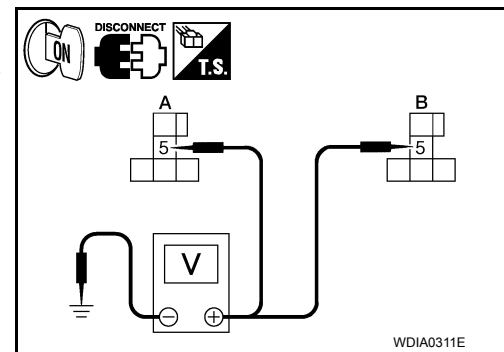 ON
DISCONNECT
T.S.
A
B
5
5
V
− +
WDIA0311E